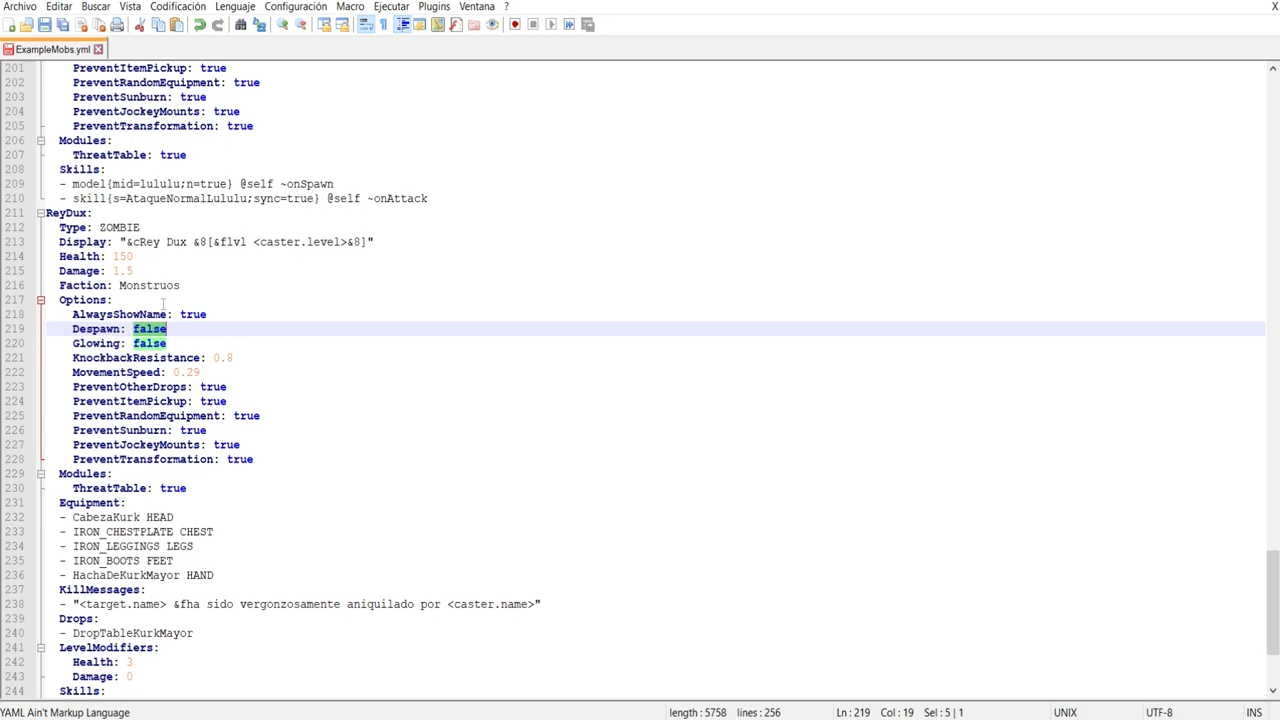 Archivo Editar Buscar Vista Codificación Lenguaje Configuración Macro Ejecutar Plugins Ventana ? X
ExampleMobs.yml
201 PreventItemPickup: true
202 PreventRandomEquipment: true
203 PreventSunburn: true
204 PreventJockeyMounts: true
205 PreventTransformation: true
206 Modules:
207 ThreatTable: true
208 Skills:
209 - model{mid=lululu;n=true} @self ~onSpawn
210 - skill{s=AtaqueNormalLululu;sync=true} @self ~onAttack
211 ReyDux:
212 Type: ZOMBIE
213 Display: "&cRey Dux &8[&flvl <caster.level>&8]"
214 Health: 150
215 Damage: 1.5
216 Faction: Monstruos
217 Options:
218 AlwaysShowName: true
219 Despawn: false
220 Glowing: false
221 KnockbackResistance: 0.8
222 MovementSpeed: 0.29
223 PreventOtherDrops: true
224 PreventItemPickup: true
225 PreventRandomEquipment: true
226 PreventSunburn: true
227 PreventJockeyMounts: true
228 PreventTransformation: true
229 Modules:
230 ThreatTable: true
231 Equipment:
232 - CabezaKurk HEAD
233 - IRON_CHESTPLATE CHEST
234 - IRON_LEGGINGS LEGS
235 - IRON_BOOTS FEET
236 - HachaDeKurkMayor HAND
237 KillMessages:
238 - "<target.name> &fha sido vergonzosamente aniquilado por <caster.name>"
239 Drops:
240 - DropTableKurkMayor
241 LevelModifiers:
242 Health: 3
243 Damage: 0
244 Skills:
YAML Ain't Markup Language length : 5758 lines : 256 Ln : 219 Col : 19 Sel : 5 | 1 UNIX UTF-8 INS